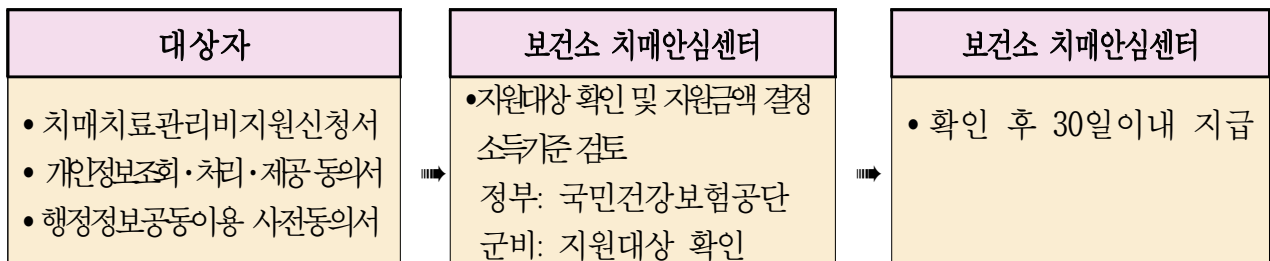 대상자
• 치매치료관리비지원신청서
• 개인정보조회·처리·제공 동의서
• 행정정보공동이용 사전동의서
➠
보건소 치매안심센터
•지원대상 확인 및 지원금액 결정
소득기준 검토
정부: 국민건강보험공단
군비: 지원대상 확인
➠
보건소 치매안심센터
• 확인 후 30일이내 지급